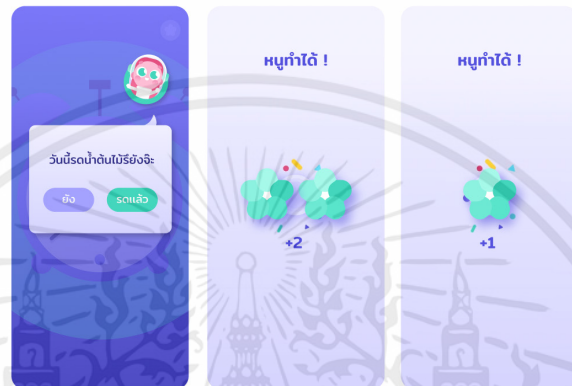 วันนี้รดน้ำต้นไม้รึยังจ๊ะ
ยัง
รดแล้ว
หนูทำได้ !
+2
หนูทำได้ !
+1